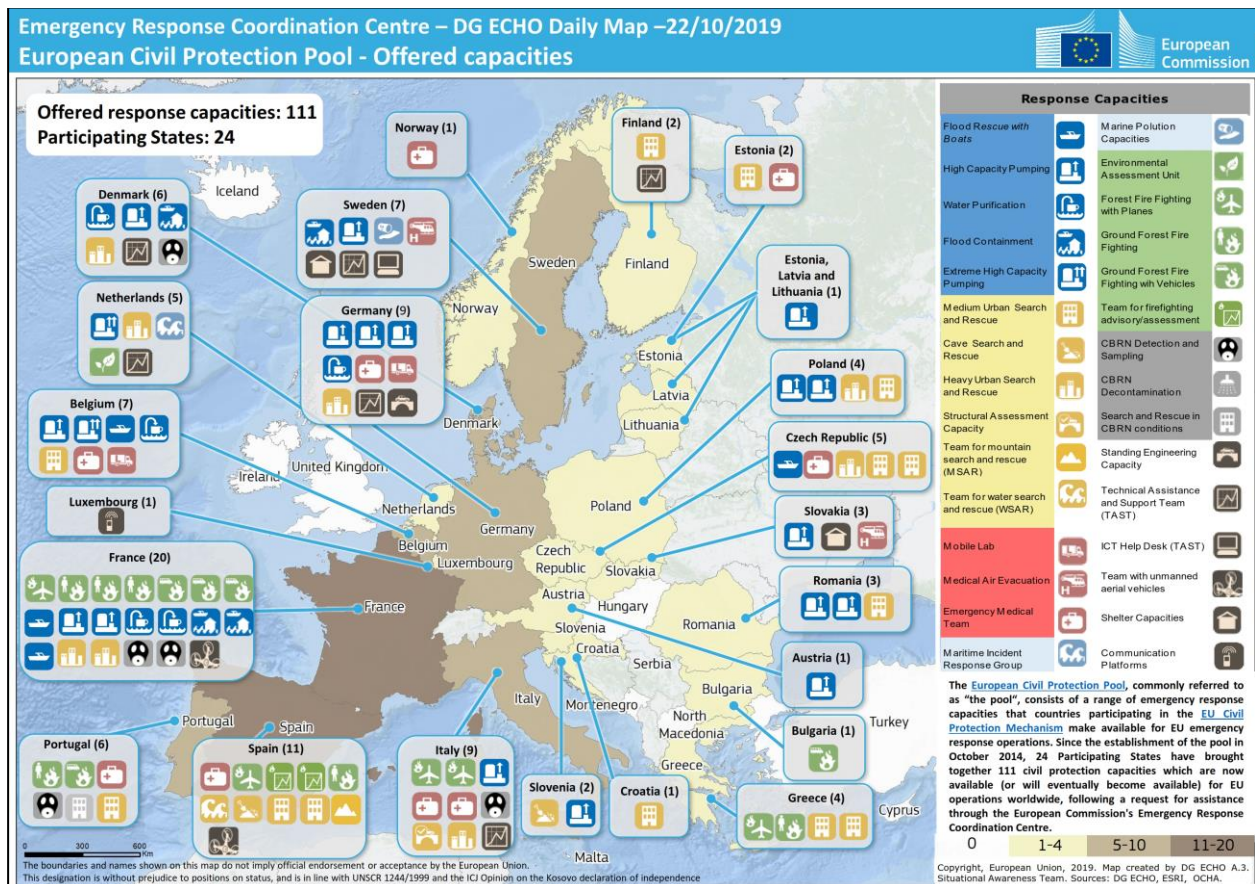 Emergency Response Coordination Centre – DG ECHO Daily Map –22/10/2019
European Civil Protection Pool - Offered capacities
European
Commission
Offered response capacities: 111
Participating States: 24
Iceland
Norway (1)
Finland (2)
Estonia (2)
Denmark (6)
Sweden (7)
H
Sweden
Finland
Norway
Estonia,
Latvia and
Lithuania (1)
Netherlands (5)
Germany (9)
Estonia
Latvia
Lithuania
Denmark
Poland (4)
Belgium (7)
Ireland
United Kingdom
Czech Republic (5)
Netherlands
Poland
Germany
Luxembourg (1)
Belgium
Luxembourg
Czech
Republic
Slovakia
Slovakia (3)
H
France (20)
France
Austria
Hungary
Slovenia
Croatia
Romania
Serbia
Romania (3)
Austria (1)
Italy
Montenegro
Bulgaria
North
Macedonia
Turkey
Portugal
Spain
Greece
Bulgaria (1)
Portugal (6)
Spain (11)
Italy (9)
Slovenia (2)
Croatia (1)
Greece (4)
Cyprus
Malta
0 300 600
Km
The boundaries and names shown on this map do not imply official endorsement or acceptance by the European Union.
This designation is without prejudice to positions on status, and is in line with UNSCR 1244/1999 and the ICJ Opinion on the Kosovo declaration of independence
Response Capacities
Flood Rescue with
Boats
High Capacity Pumping
Water Purification
Flood Containment
Extreme High Capacity
Pumping
Medium Urban Search
and Rescue
Cave Search and
Rescue
Heavy Urban Search
and Rescue
Structural Assessment
Capacity
Team for mountain
search and rescue
(MSAR)
Team for water search
and rescue (WSAR)
Mobile Lab
Medical Air Evacuation
H
Emergency Medical
Team
Maritime Incident
Response Group
Marine Polution
Capacities
Environmental
Assessment Unit
Forest Fire Fighting
with Planes
Ground Forest Fire
Fighting
Ground Forest Fire
Fighting wih Vehicles
Team for firefighting
advisory/assessment
CBRN Detection and
Sampling
CBRN
Decontamination
Search and Rescue in
CBRN conditions
Standing Engineering
Capacity
Technical Assistance
and Support Team
(TAST)
ICT Help Desk (TAST)
Team with unmanned
aerial vehicles
Shelter Capacities
Communication
Platforms
The European Civil Protection Pool, commonly referred to
as "the pool", consists of a range of emergency response
capacities that countries participating in the EU Civil
Protection Mechanism make available for EU emergency
response operations. Since the establishment of the pool in
October 2014, 24 Participating States have brought
together 111 civil protection capacities which are now
available (or will eventually become available) for EU
operations worldwide, following a request for assistance
through the European Commission's Emergency Response
Coordination Centre.
0 1-4 5-10 11-20
Copyright, European Union, 2019. Map created by DG ECHO A.3.
Situational Awareness Team. Sources: DG ECHO, ESRI, OCHA.